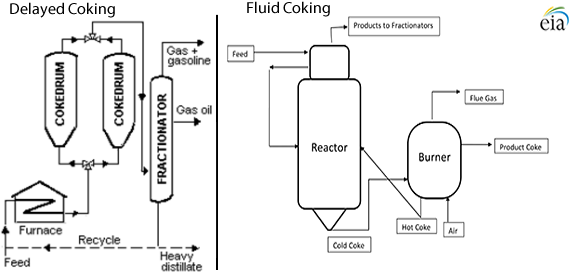 Delayed Coking
Fluid Coking
eia
Gas +
gasoline
COKEDRUM
COKEDRUM
Gas oil
FRACTIONATOR
Furnace
Recycle
Feed
Heavy
distillate
Products to Fractionators
Feed
Reactor
Flue Gas
Burner
Product Coke
Cold Coke
Hot Coke
Air